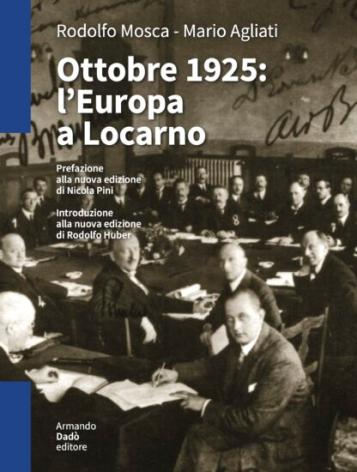 Rodolfo Mosca - Mario Agliati
Ottobre 1925:
l'Europa
a Locarno
Prefazione
alla nuova edizione
di Nicola Pini
Introduzione
alla nuova edizione
di Rodolfo Huber
Armando
Dadò
editore